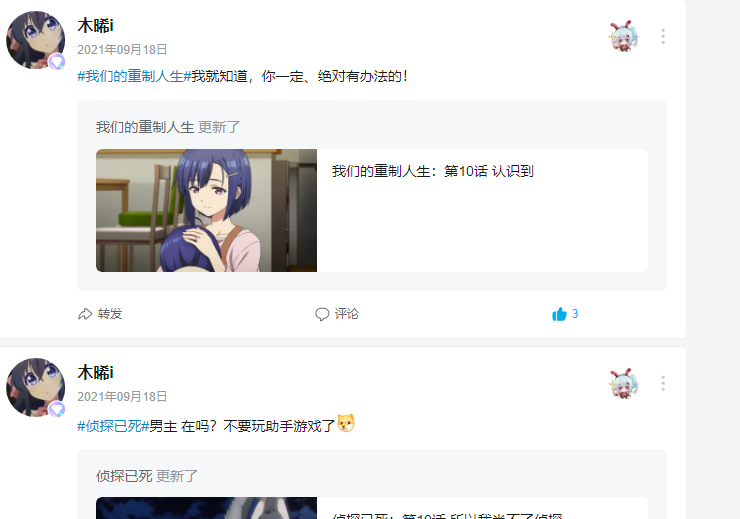 木晞i
2021年09月18日
#我们的重制人生#我就知道，你一定、绝对有办法的！
我们的重制人生 更新了
我们的重制人生：第10话 认识到
转发
评论
3
木晞i
2021年09月18日
#侦探已死#男主 在吗？不要玩助手游戏了
侦探已死 更新了